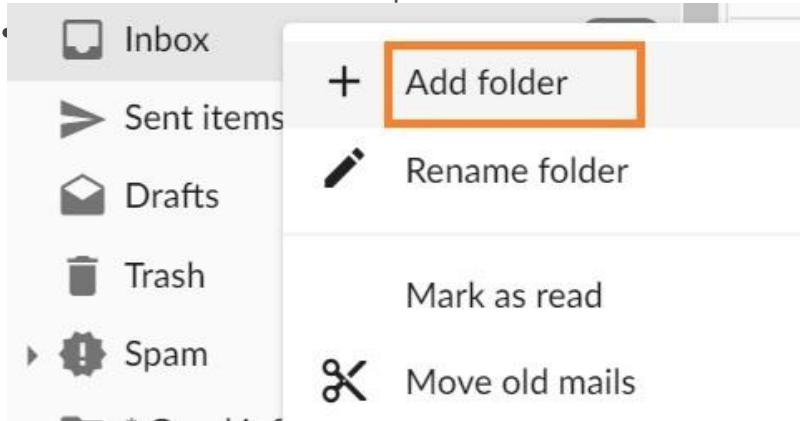 Inbox
Add folder
Sent items
Rename folder
Drafts
Trash
Mark as read
Spam
Move old mails